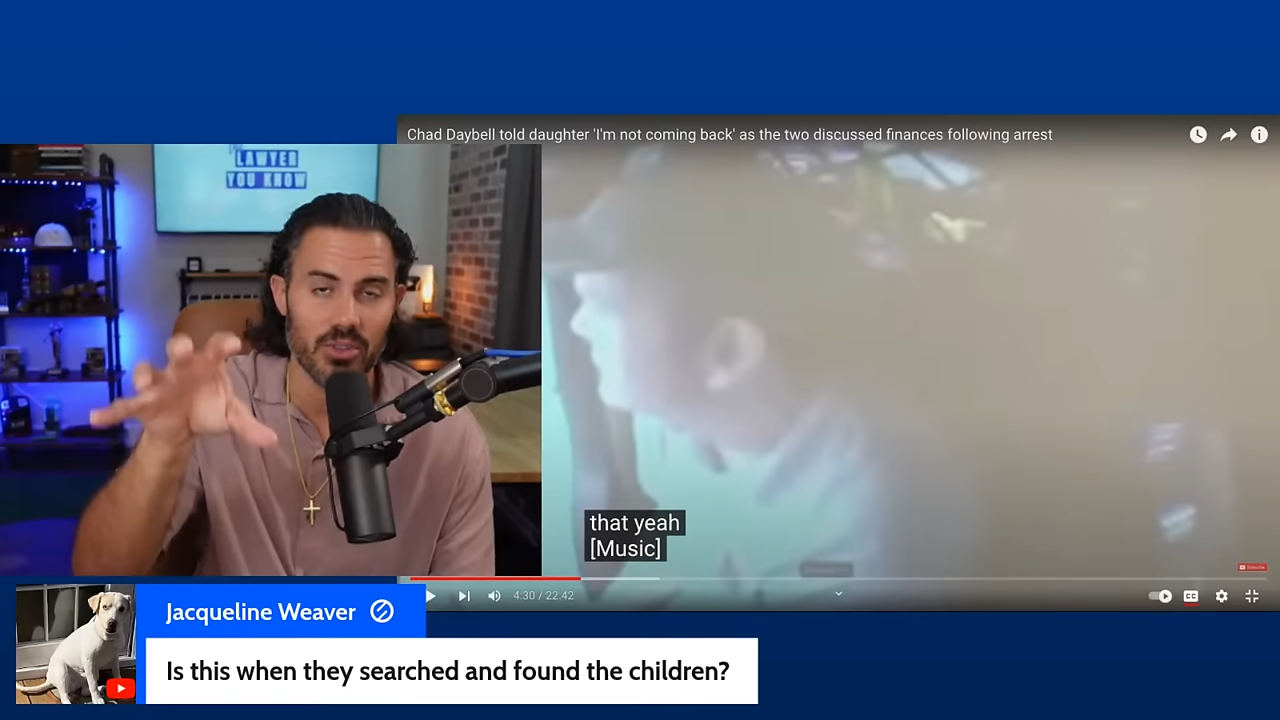 Chad Daybell told daughter 'I'm not coming back' as the two discussed finances following arrest
LAWYER
YOU KNOW
that yeah
[Music]
4:30 / 22:42
CC
Jacqueline Weaver
Is this when they searched and found the children?